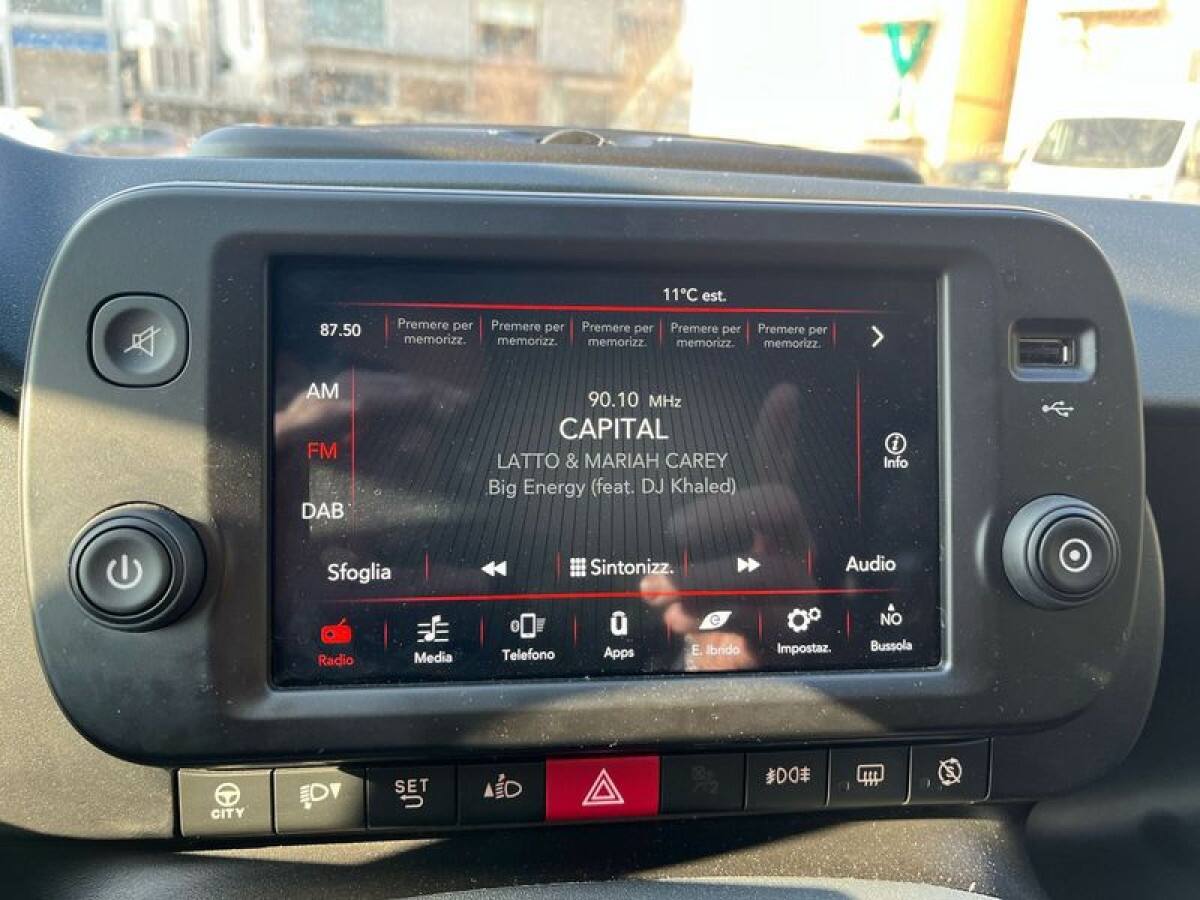 11°C est.
87.50
Premere per
memorizz.
Premere per
memorizz.
Premere per
memorizz.
Premere per
memorizz.
Premere per
memorizz.
AM
FM
DAB
90.10 MHz
CAPITAL
LATTO & MARIAH CAREY
Big Energy (feat. DJ Khaled)
Info
Sfoglia
Sintonizz.
Audio
Radio
Media
Telefono
Apps
E. Ibrido
Impostaz.
NO
Bussola
CITY
SET